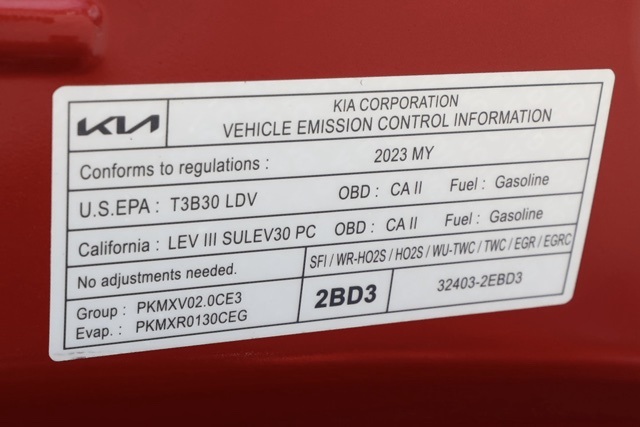 KIA
KIA CORPORATION
VEHICLE EMISSION CONTROL INFORMATION
Conforms to regulations : 2023 MY
U.S.EPA : T3B30 LDV OBD : CA II Fuel : Gasoline
California : LEV III SULEV30 PC OBD : CA II Fuel : Gasoline
No adjustments needed. SFI / WR-HO2S / HO2S / WU-TWC / TWC / EGR / EGRC
Group : PKMXV02.0CE3
Evap. : PKMXR0130CEG
2BD3
32403-2EBD3